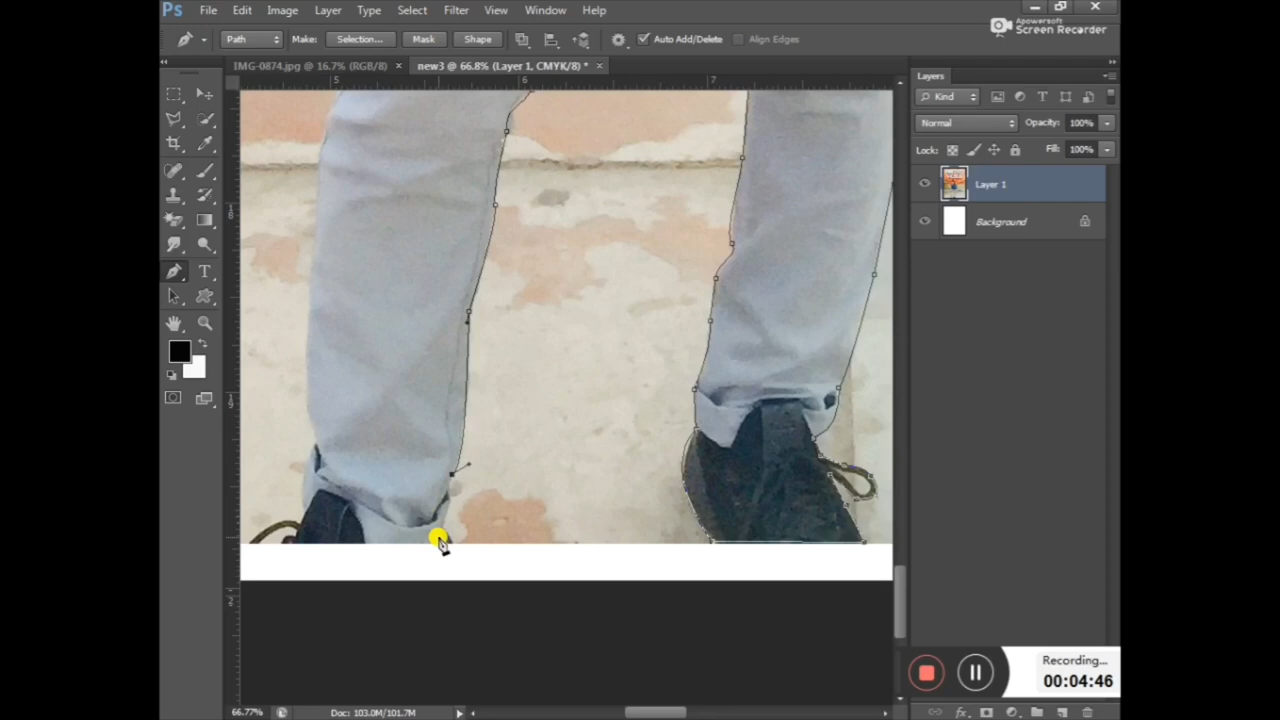 Ps File Edit Image Layer Type Select Filter View Window Help
Apowersoft
Screen Recorder
Path Make: Selection... Mask Shape Auto Add/Delete Align Edges
IMG-0874.jpg @ 16.7% (RGB/8) × new3 @ 66.8% (Layer 1, CMYK/8) * ×
5 6 7
Layers
Kind
Normal Opacity: 100%
Lock: Fill: 100%
Layer 1
Background
Recording...
00:04:46
66.77% Doc: 103.0M/101.7M